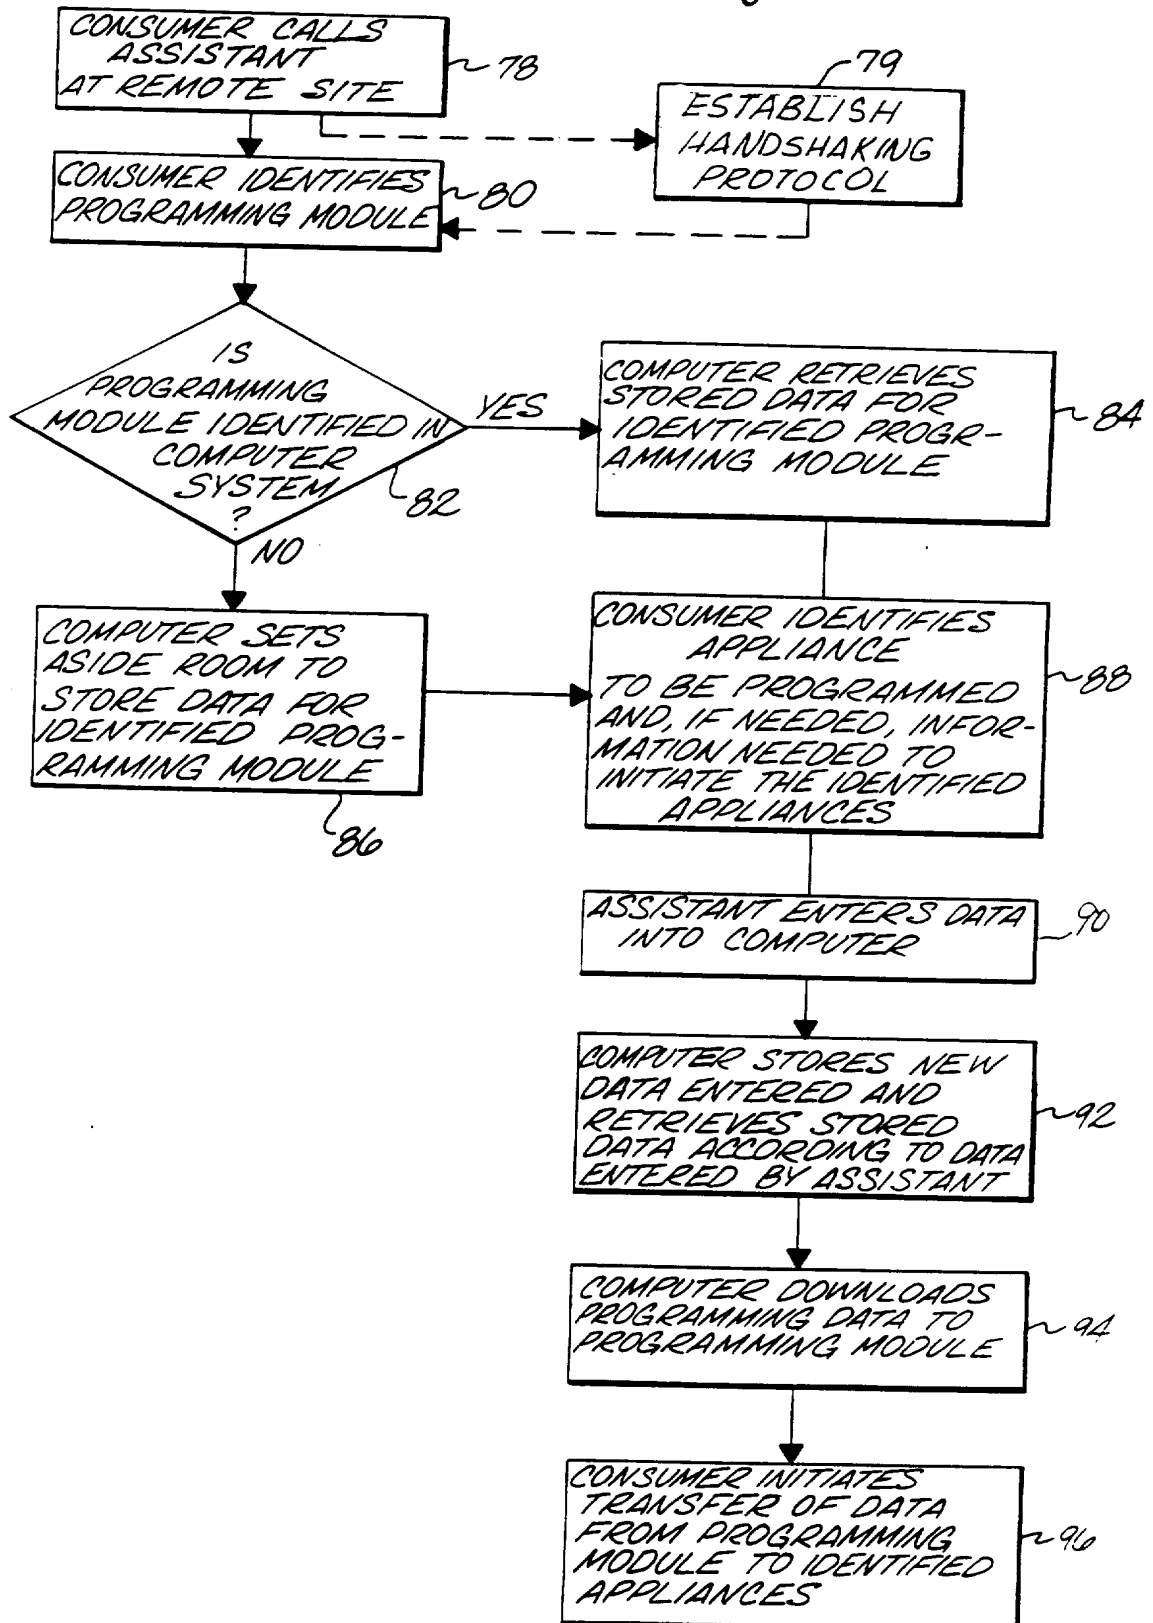 CONSUMER CALLS
ASSISTANT
AT REMOTE SITE
78
79
ESTABLISH
HANDSHAKING
PROTOCOL
CONSUMER IDENTIFIES
PROGRAMMING MODULE
80
IS
PROGRAMMING
MODULE IDENTIFIED IN
COMPUTER
SYSTEM
?
82
YES
NO
COMPUTER RETRIEVES
STORED DATA FOR
IDENTIFIED PROGR-
AMMING MODULE
84
COMPUTER SETS
ASIDE ROOM TO
STORE DATA FOR
IDENTIFIED PROG-
RAMMING MODULE
86
CONSUMER IDENTIFIES
APPLIANCE
TO BE PROGRAMMED
AND, IF NEEDED, INFOR-
MATION NEEDED TO
INITIATE THE IDENTIFIED
APPLIANCES
88
ASSISTANT ENTERS DATA
INTO COMPUTER
90
COMPUTER STORES NEW
DATA ENTERED AND
RETRIEVES STORED
DATA ACCORDING TO DATA
ENTERED BY ASSISTANT
92
COMPUTER DOWNLOADS
PROGRAMMING DATA TO
PROGRAMMING MODULE
94
CONSUMER INITIATES
TRANSFER OF DATA
FROM PROGRAMMING
MODULE TO IDENTIFIED
APPLIANCES
96